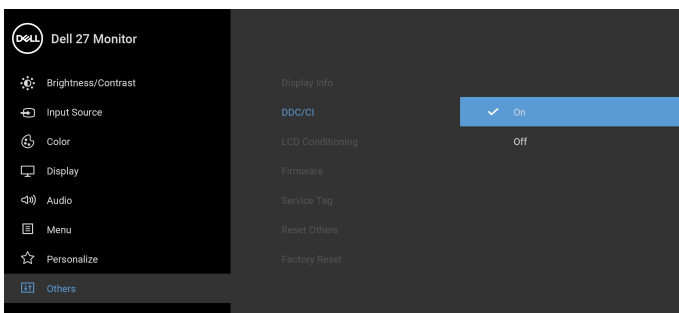 DELL Dell 27 Monitor
Brightness/Contrast
Input Source
Color
Display
Audio
Menu
Personalize
Others
Display Info
DDC/CI
LCD Conditioning
Firmware
Service Tag
Reset Others
Factory Reset
On
Off